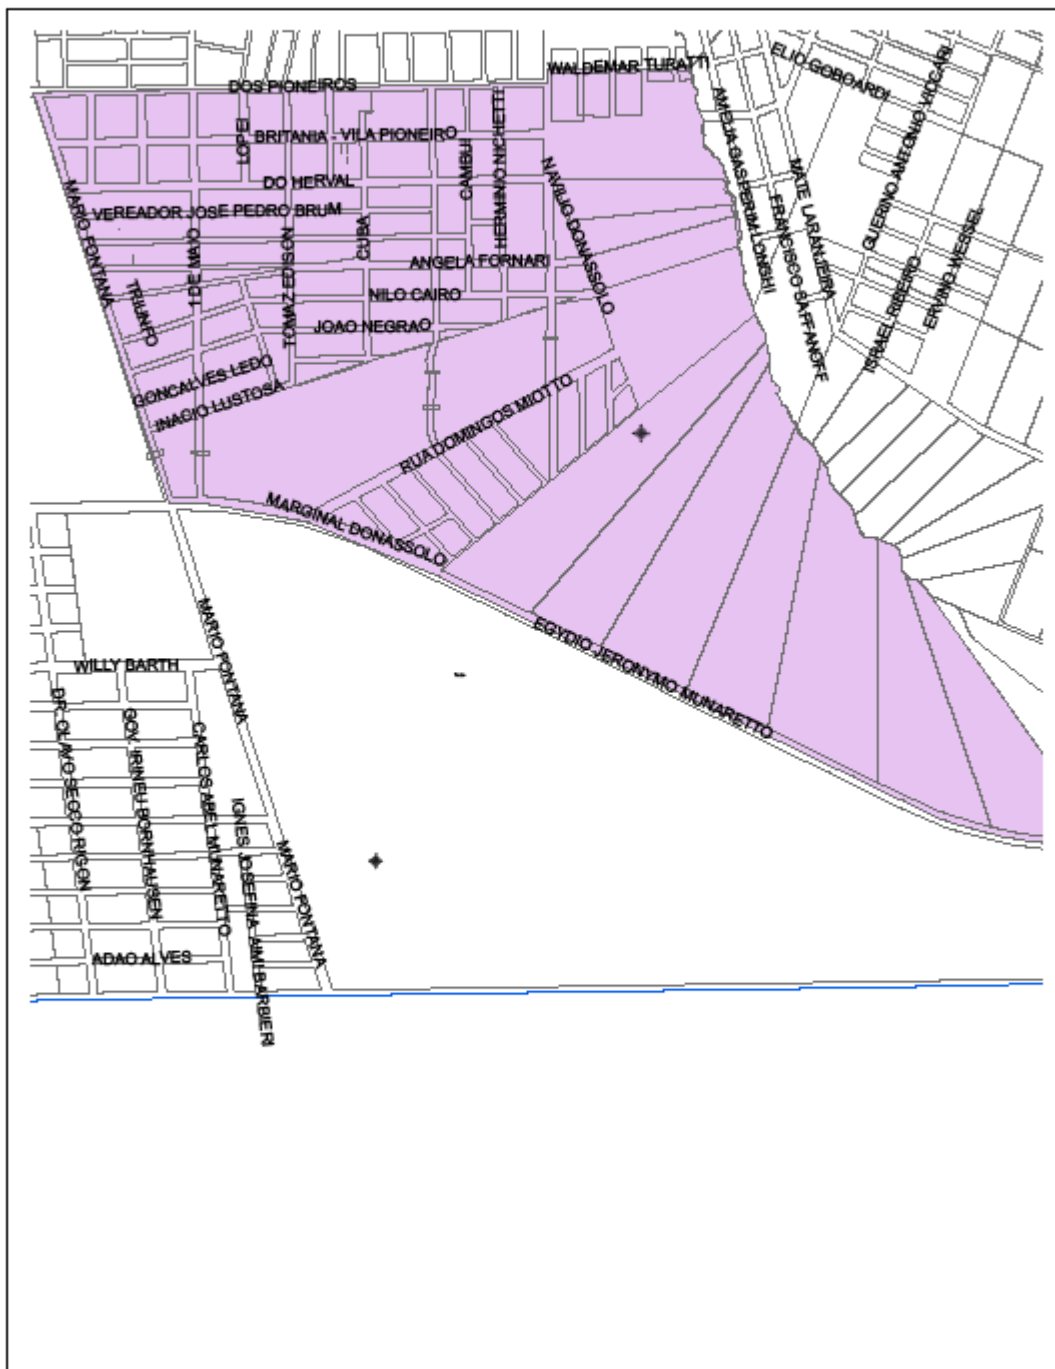 WALDEMAR TURATTI
ELIO GOBOARDI
DOS PIONEIROS
GUERINO ANTONIO VICCARI
LOPEI
BRITANIA - VILA PIONEIRO
CAMBUI
HERMINIO NICHETTI
AMELIA GASPERIM LONGHI
NAVILIO DONASSOLO
MATE LARANJEIRA
DO HERVAL
MARIO FONTANA
VEREADOR JOSE PEDRO BRUM
FRANCISCO SAFFANOFF
CUBA
1 DE MAIO
TOMAZ EDISON
ERVINO WEBSEL
ISRAEL RIBEIRO
ANGELA FORNARI
TRIUNFO
NILO CAIRO
JOAO NEGRAO
GONCALVES LEDO
INACIO LUSTOSA
RUA DOMINGOS MIOTTO
MARGINAL DONASSOLO
EGYDIO JERONYMO MUNARETTO
MARIO FONTANA
WILLY BARTH
DR. OLAVO SECCO RIGON
GOV. IRINEU BORNHAUSEN
CARLOS ABEL MUNARETTO
IGNES JOSEFINA AIMI BARBIERI
MARIO FONTANA
ADAO ALVES